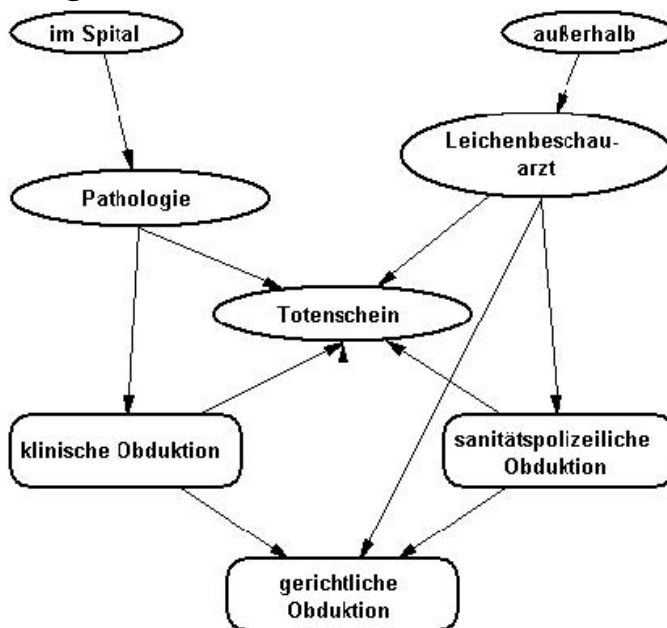 im Spital
außerhalb
Leichenbeschau-
arzt
Pathologie
Totenschein
klinische Obduktion
sanitätspolizeiliche
Obduktion
gerichtliche
Obduktion